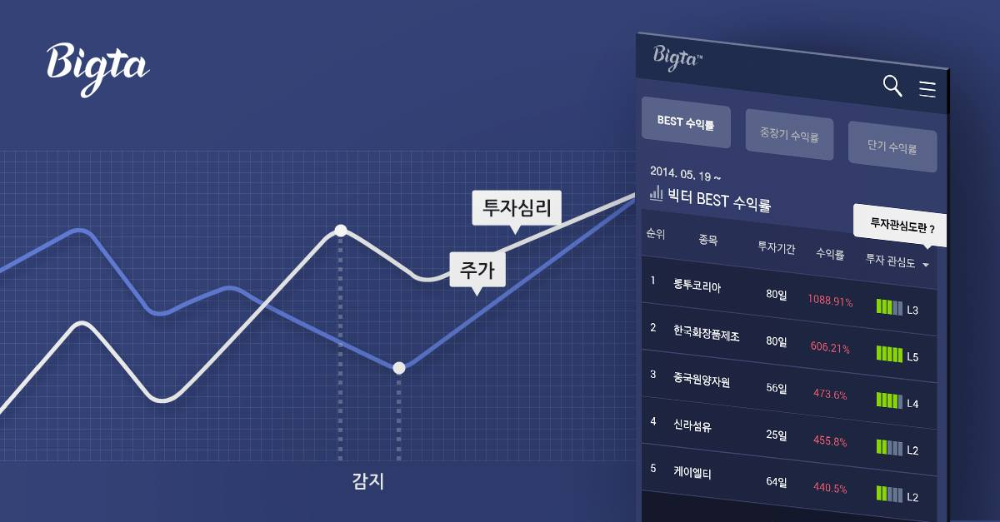 Bigta
투자심리
주가
감지
Bigta™
BEST 수익률 중장기 수익률 단기 수익률
2014. 05. 19 ~
빅터 BEST 수익률
투자관심도란 ?
순위 종목 투자기간 수익률 투자 관심도
1 룽투코리아 80일 1088.91% L3
2 한국화장품제조 80일 606.21% L5
3 중국원양자원 56일 473.6% L4
4 신라섬유 25일 455.8% L2
5 케이엘티 64일 440.5% L2